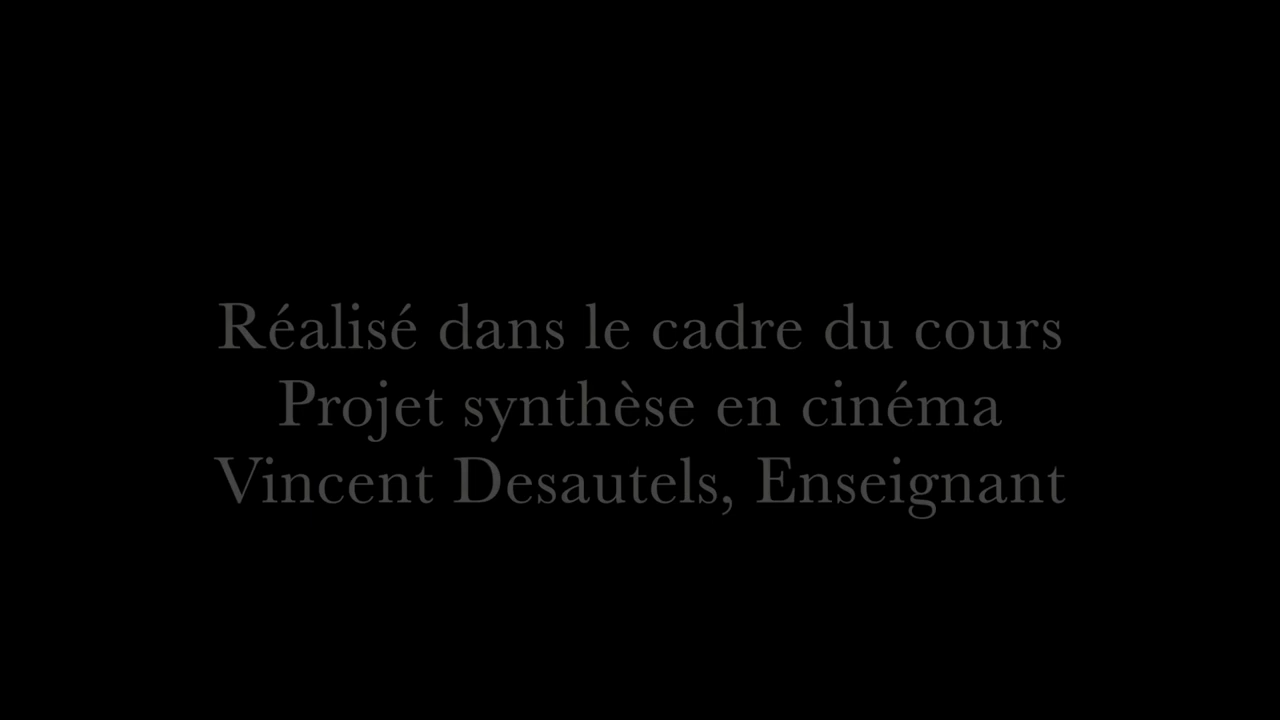 Réalisé dans le cadre du cours
Projet synthèse en cinéma
Vincent Desautels, Enseignant